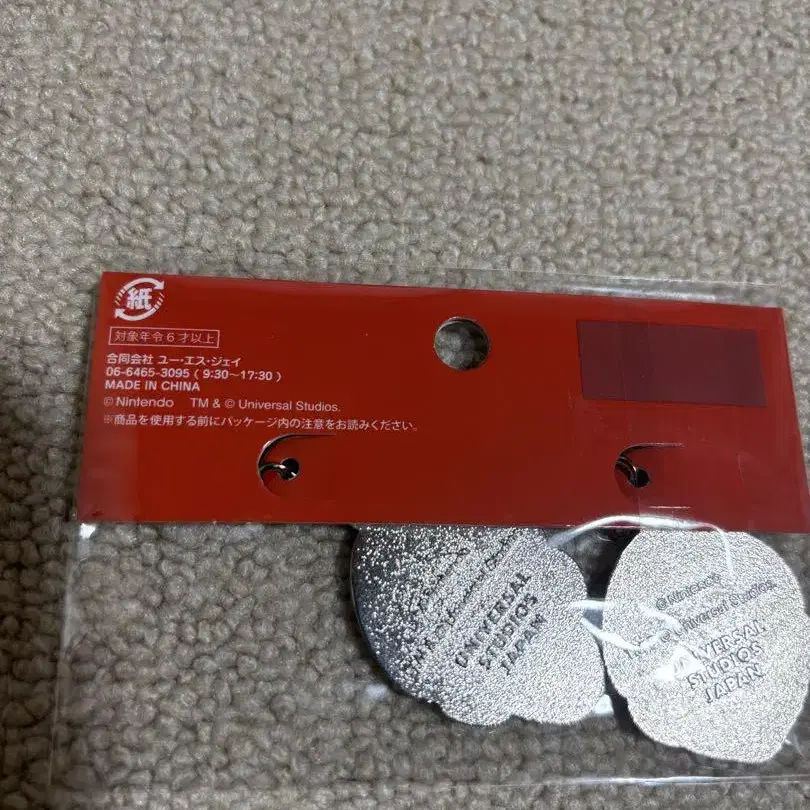 紙
対象年令6才以上
合同会社 ユー・エス・ジェイ
06-6465-3095 ( 9:30~17:30 )
MADE IN CHINA
©Nintendo TM & © Universal Studios.
※商品を使用する前にパッケージ内の注意をお読みください。
UNIVERSAL
STUDIOS
JAPAN
©Nintendo
© Universal Studios.
UNIVERSAL
STUDIOS
JAPAN